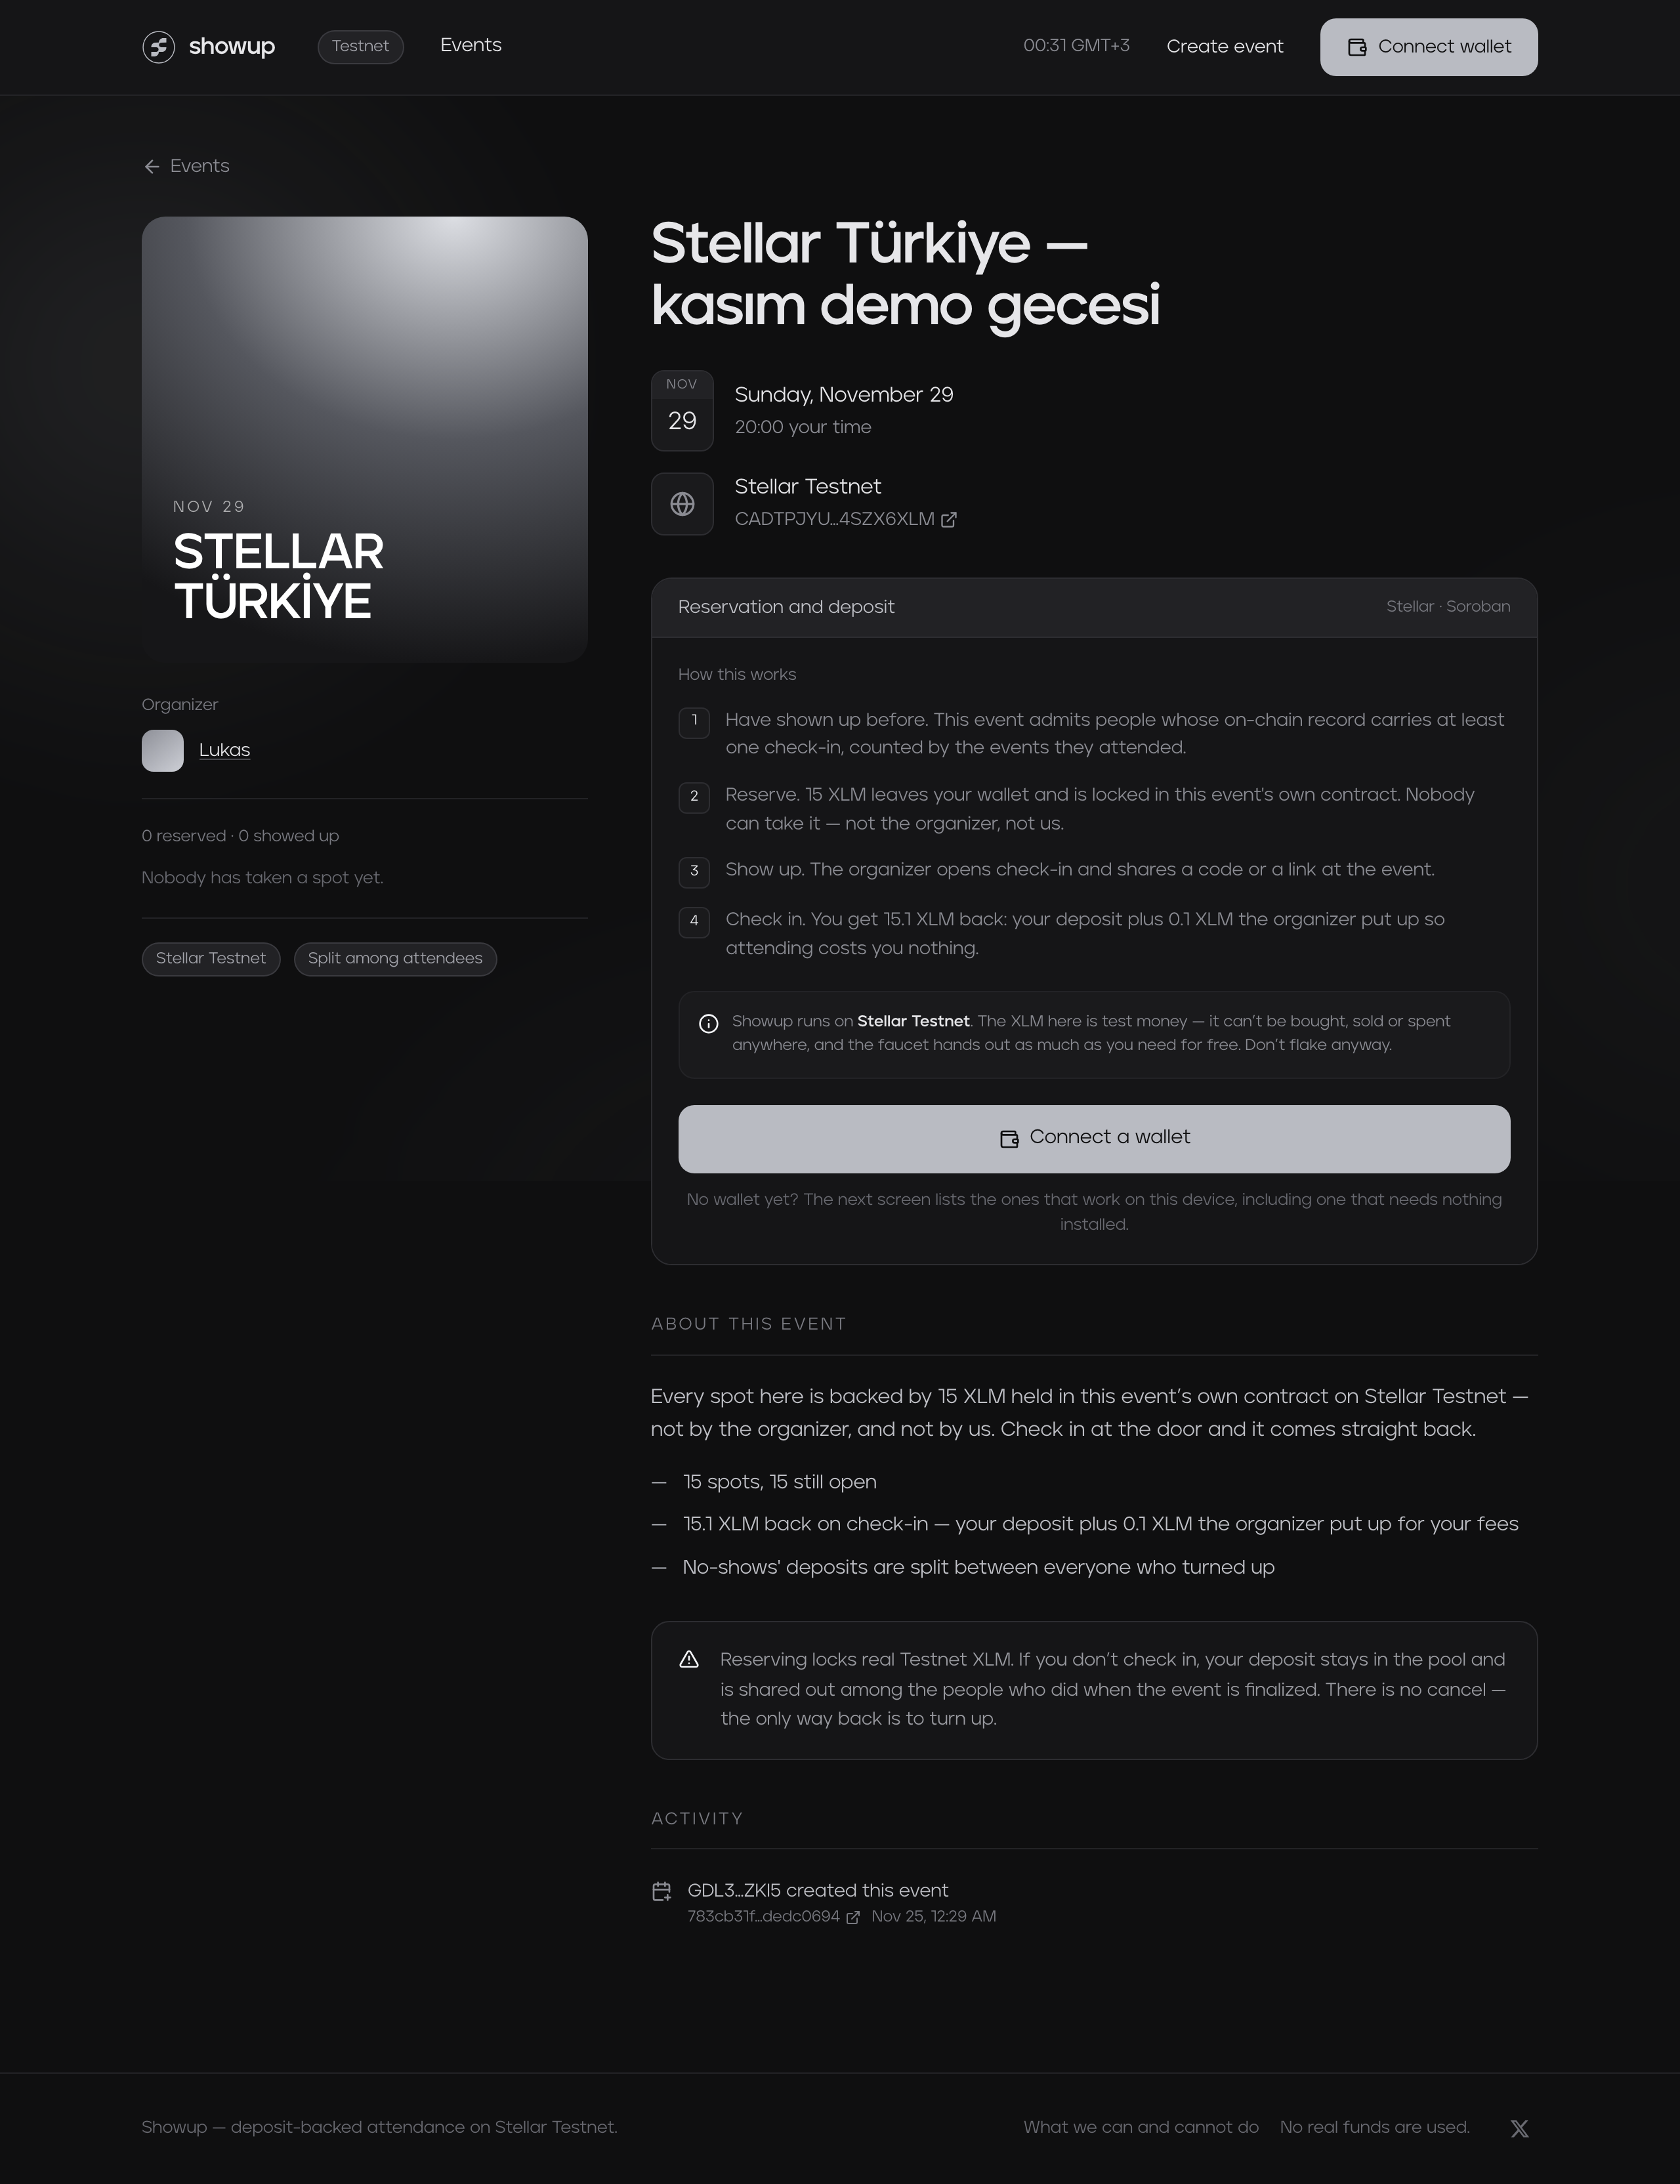 showup
Testnet
Events
00:31 GMT+3
Create event
Connect wallet
Events
NOV 29
STELLAR
TÜRKİYE
Organizer
Lukas
0 reserved · 0 showed up
Nobody has taken a spot yet.
Stellar Testnet
Split among attendees
Stellar Türkiye —
kasım demo gecesi
NOV
29
Sunday, November 29
20:00 your time
Stellar Testnet
CADTPJYU…4SZX6XLM
Reservation and deposit
Stellar · Soroban
How this works
1
Have shown up before. This event admits people whose on-chain record carries at least
one check-in, counted by the events they attended.
2
Reserve. 15 XLM leaves your wallet and is locked in this event's own contract. Nobody
can take it — not the organizer, not us.
3
Show up. The organizer opens check-in and shares a code or a link at the event.
4
Check in. You get 15.1 XLM back: your deposit plus 0.1 XLM the organizer put up so
attending costs you nothing.
Showup runs on Stellar Testnet. The XLM here is test money — it can’t be bought, sold or spent
anywhere, and the faucet hands out as much as you need for free. Don’t flake anyway.
Connect a wallet
No wallet yet? The next screen lists the ones that work on this device, including one that needs nothing
installed.
ABOUT THIS EVENT
Every spot here is backed by 15 XLM held in this event’s own contract on Stellar Testnet —
not by the organizer, and not by us. Check in at the door and it comes straight back.
— 15 spots, 15 still open
— 15.1 XLM back on check-in — your deposit plus 0.1 XLM the organizer put up for your fees
— No-shows' deposits are split between everyone who turned up
Reserving locks real Testnet XLM. If you don’t check in, your deposit stays in the pool and
is shared out among the people who did when the event is finalized. There is no cancel —
the only way back is to turn up.
ACTIVITY
GDL3…ZKI5 created this event
783cb31f…dedc0694
Nov 25, 12:29 AM
Showup — deposit-backed attendance on Stellar Testnet.
What we can and cannot do
No real funds are used.